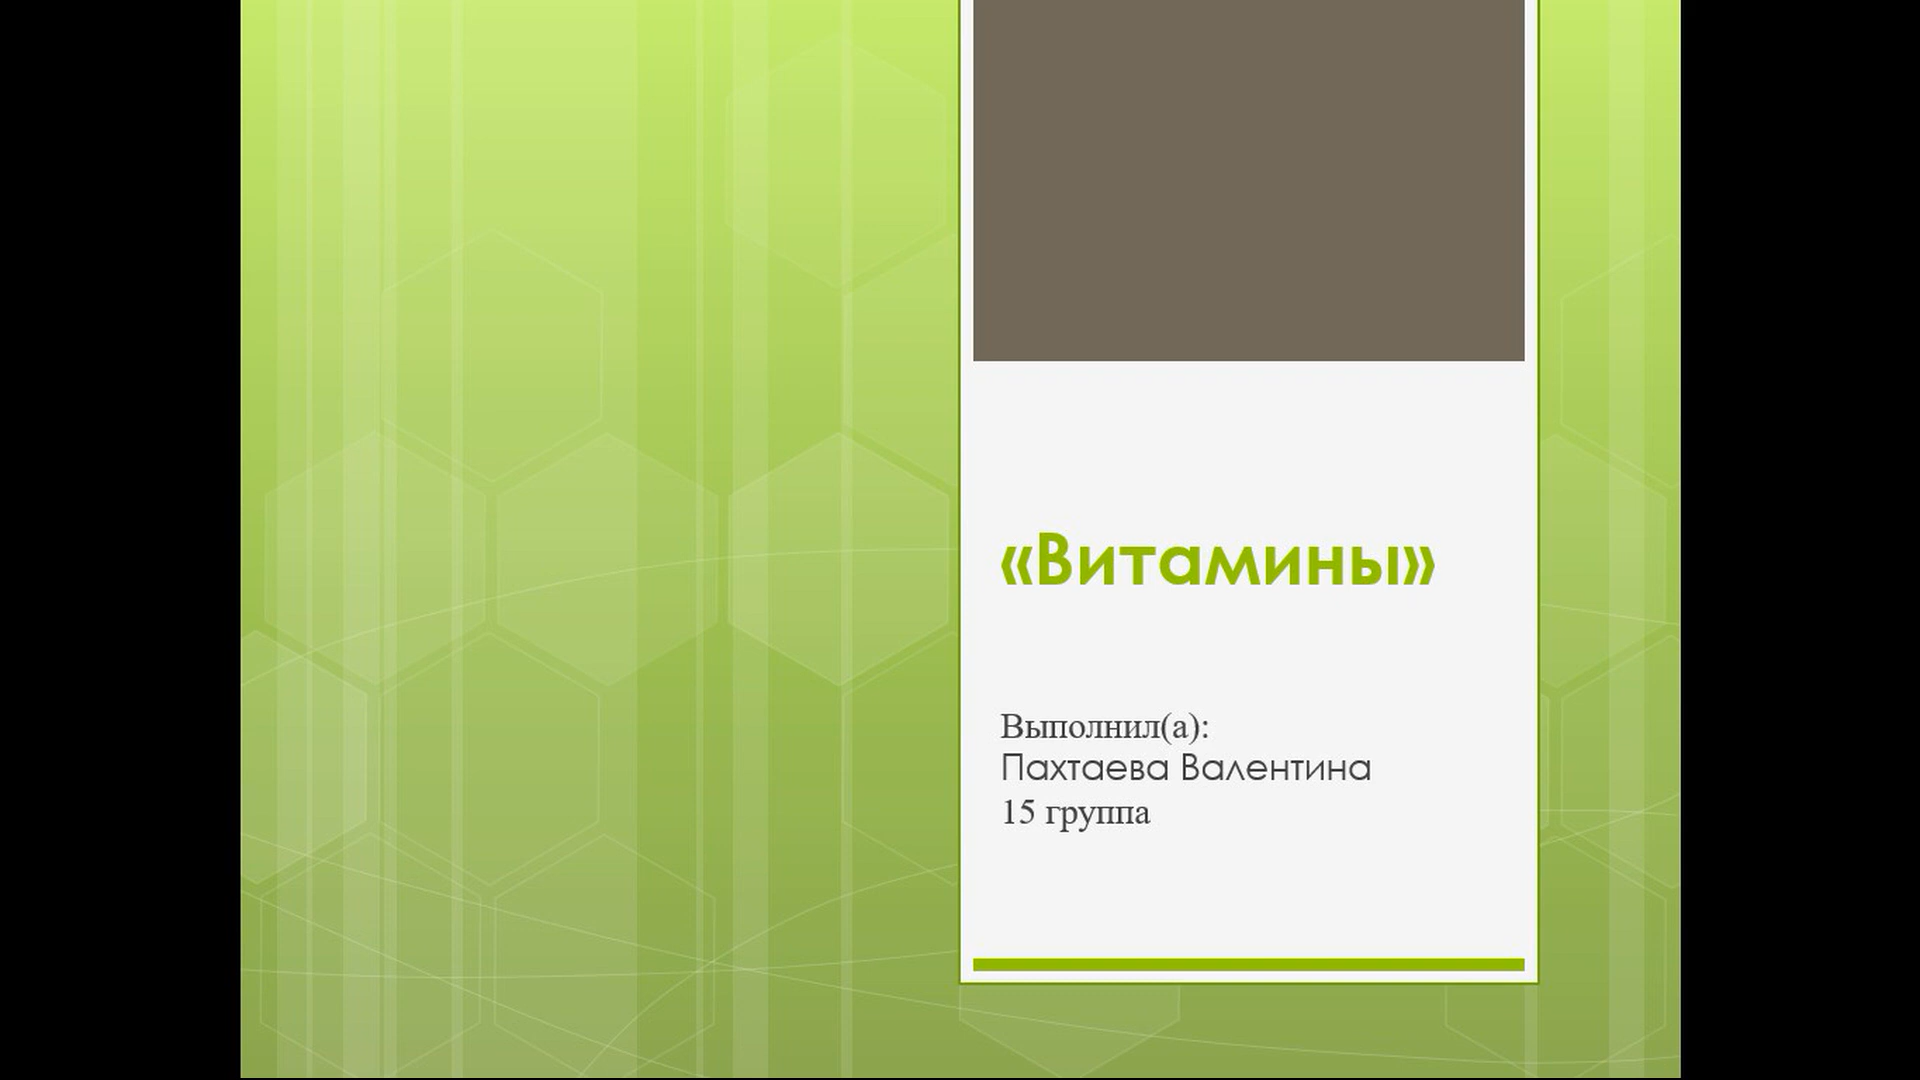 «Витамины»
Выполнил(а):
Пахтаева Валентина
15 группа